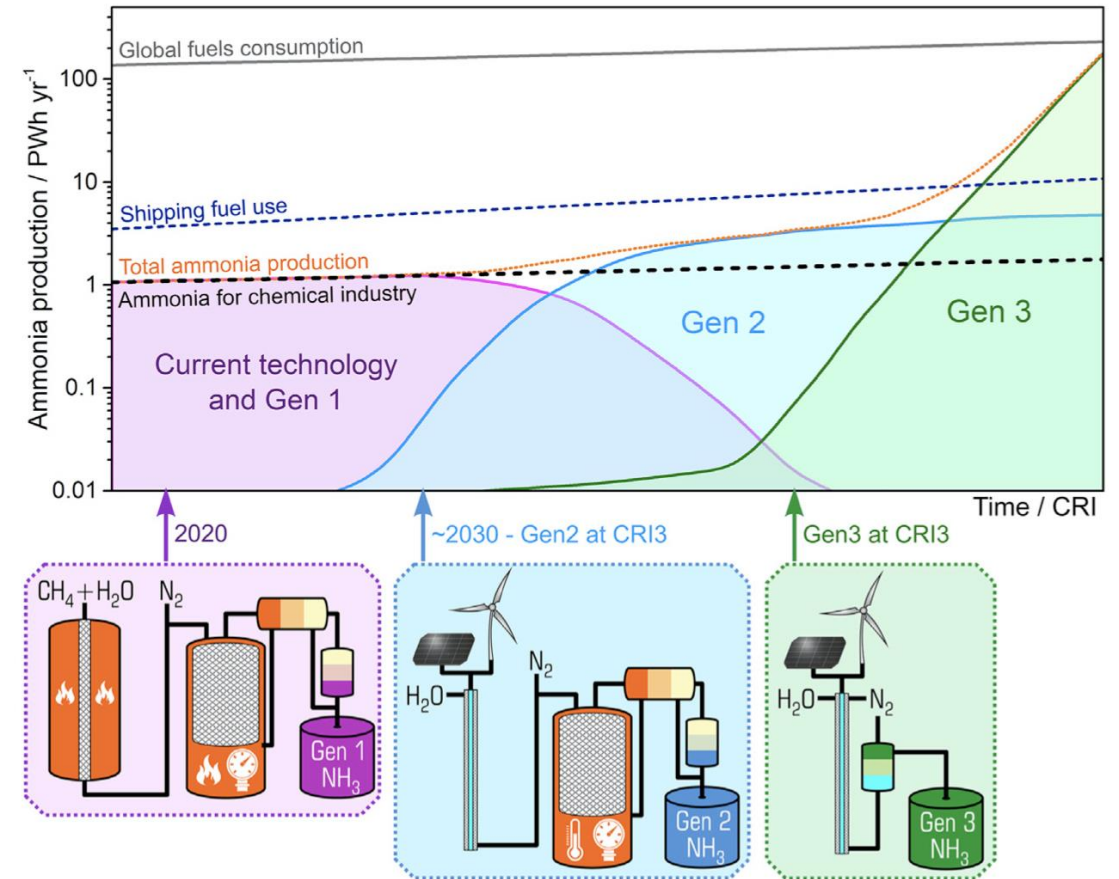 Ammonia production / PWh yr⁻¹
100
10
1
0.1
0.01
Global fuels consumption
Shipping fuel use
Total ammonia production
Ammonia for chemical industry
Current technology
and Gen 1
Gen 2
Gen 3
Time / CRI
2020
~2030 - Gen2 at CRI3
Gen3 at CRI3
CH₄+H₂O N₂
Gen 1
NH₃
H₂O
N₂
Gen 2
NH₃
H₂O
N₂
Gen 3
NH₃